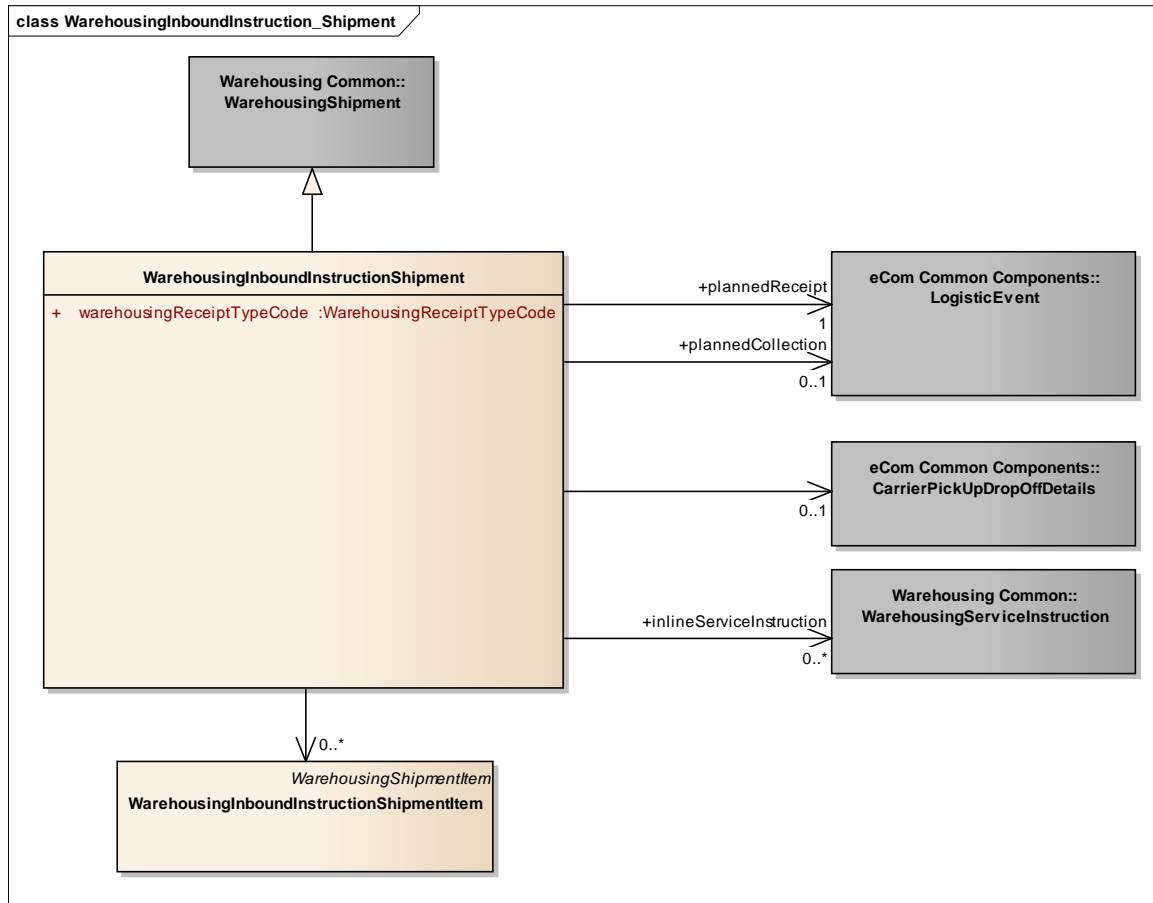 class WarehousingInboundInstruction_Shipment
Warehousing Common::
WarehousingShipment
WarehousingInboundInstructionShipment
+ warehousingReceiptTypeCode :WarehousingReceiptTypeCode
+plannedReceipt
1
+plannedCollection
0..1
eCom Common Components::
LogisticEvent
0..1
eCom Common Components::
CarrierPickUpDropOffDetails
+inlineServiceInstruction
0..*
Warehousing Common::
WarehousingServiceInstruction
0..*
WarehousingShipmentItem
WarehousingInboundInstructionShipmentItem